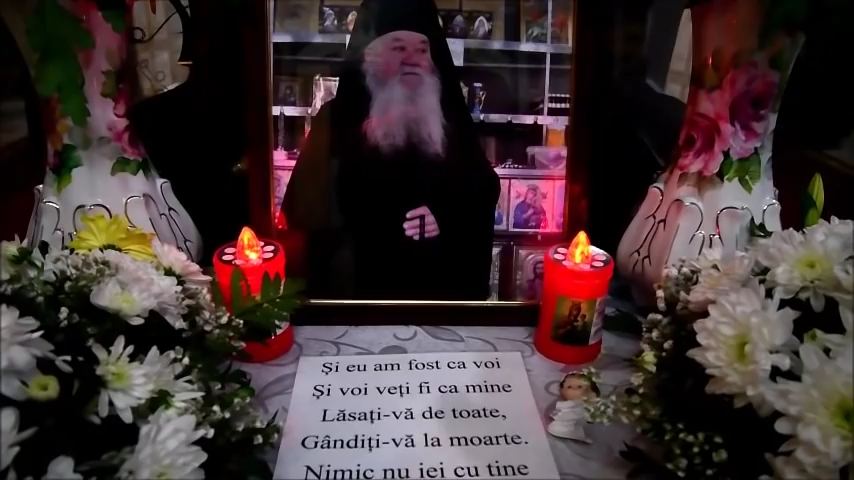 Și eu am fost ca voi
Și voi veți fi ca mine
Lăsați-vă de toate,
Gândiți-vă la moarte.
Nimic nu iei cu tine